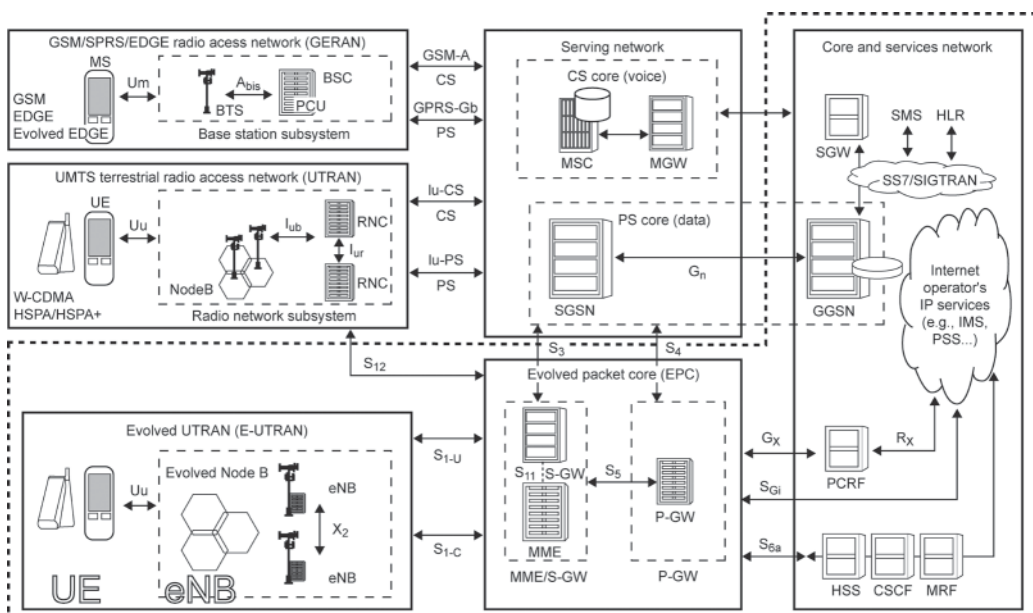 GSM/SPRS/EDGE radio acess network (GERAN)
MS
Um
GSM
EDGE
Evolved EDGE
BTS
Abis
BSC
PCU
Base station subsystem
GSM-A
CS
GPRS-Gb
PS
Serving network
CS core (voice)
MSC
MGW
Core and services network
SGW
SMS
HLR
SS7/SIGTRAN
UMTS terrestrial radio access network (UTRAN)
UE
Uu
W-CDMA
HSPA/HSPA+
NodeB
Iub
RNC
Iur
RNC
Radio network subsystem
Iu-CS
CS
Iu-PS
PS
PS core (data)
SGSN
Gn
GGSN
Internet
operator's
IP services
(e.g., IMS,
PSS...)
S12
S3
S4
Evolved UTRAN (E-UTRAN)
Uu
Evolved Node B
eNB
X2
eNB
UE
eNB
S1-U
S1-C
Evolved packet core (EPC)
S11
S-GW
MME
MME/S-GW
S5
P-GW
P-GW
GX
PCRF
RX
SGi
S6a
HSS
CSCF
MRF